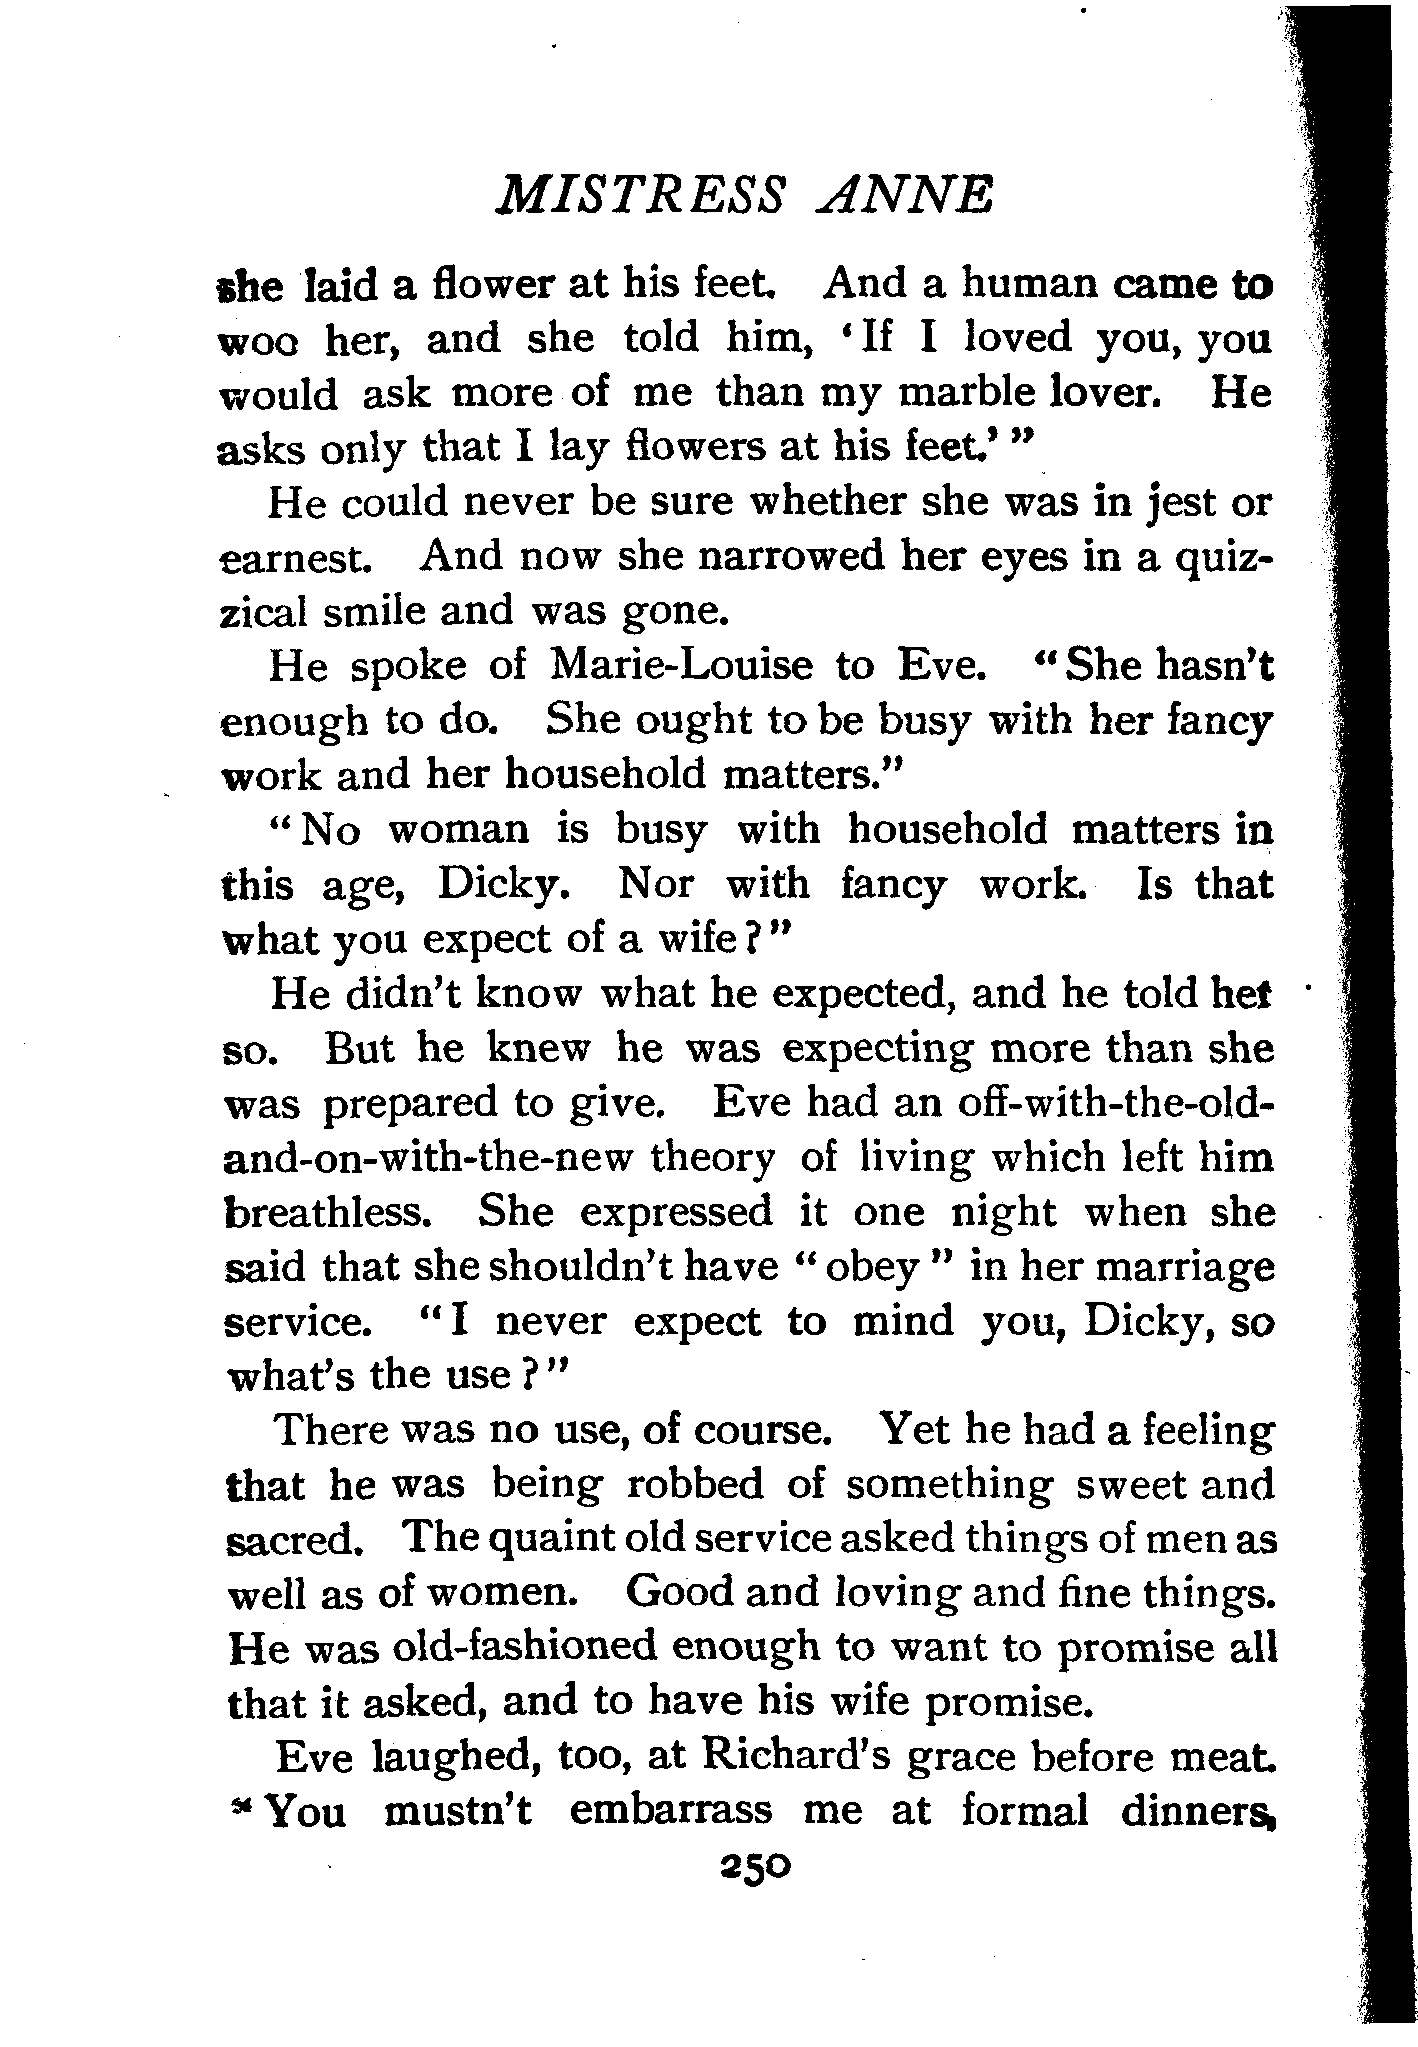 MISTRESS ANNE
she laid a flower at his feet. And a human came to
woo her, and she told him, ‘If I loved you, you
would ask more of me than my marble lover. He
asks only that I lay flowers at his feet.’”
He could never be sure whether she was in jest or
earnest. And now she narrowed her eyes in a quiz-
zical smile and was gone.
He spoke of Marie-Louise to Eve. “She hasn't
enough to do. She ought to be busy with her fancy
work and her household matters.”
“No woman is busy with household matters in
this age, Dicky. Nor with fancy work. Is that
what you expect of a wife?”
He didn't know what he expected, and he told her
so. But he knew he was expecting more than she
was prepared to give. Eve had an off-with-the-old-
and-on-with-the-new theory of living which left him
breathless. She expressed it one night when she
said that she shouldn't have “obey” in her marriage
service. “I never expect to mind you, Dicky, so
what's the use?”
There was no use, of course. Yet he had a feeling
that he was being robbed of something sweet and
sacred. The quaint old service asked things of men as
well as of women. Good and loving and fine things.
He was old-fashioned enough to want to promise all
that it asked, and to have his wife promise.
Eve laughed, too, at Richard's grace before meat.
“You mustn't embarrass me at formal dinners,
250